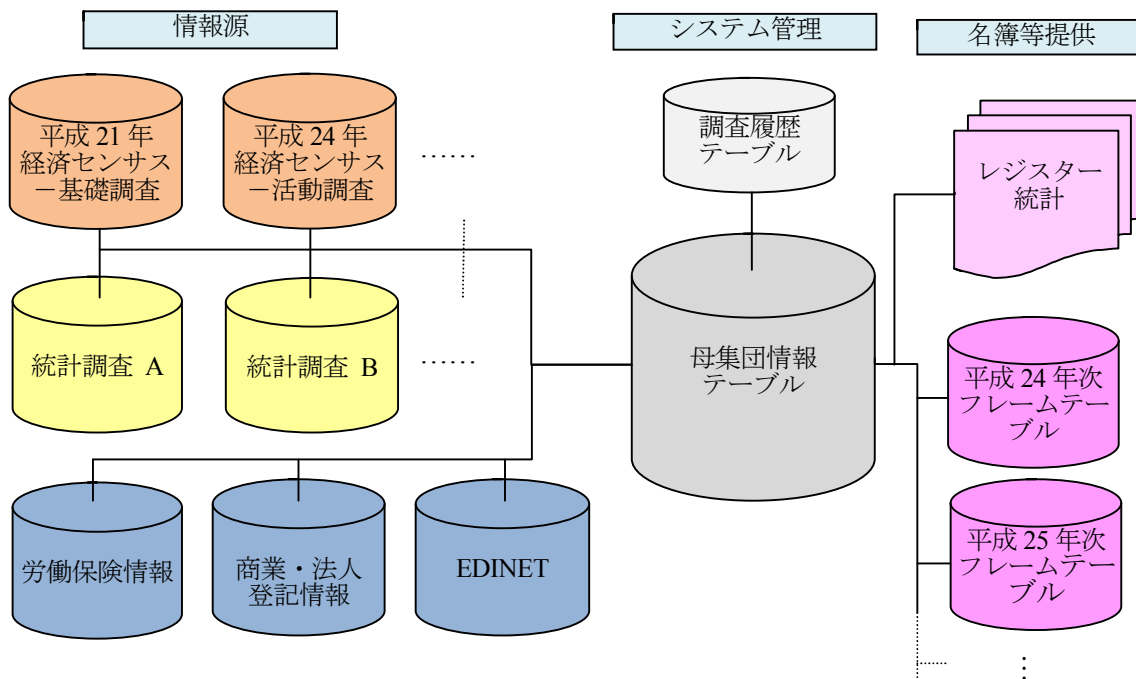 情報源
システム管理
名簿等提供
平成 21 年
経済センサス
－基礎調査
平成 24 年
経済センサス
－活動調査
……
調査履歴
テーブル
レジスター
統計
統計調査 A
統計調査 B
……
母集団情報
テーブル
平成 24 年次
フレームテー
ブル
労働保険情報
商業・法人
登記情報
EDINET
平成 25 年次
フレームテー
ブル
⋮